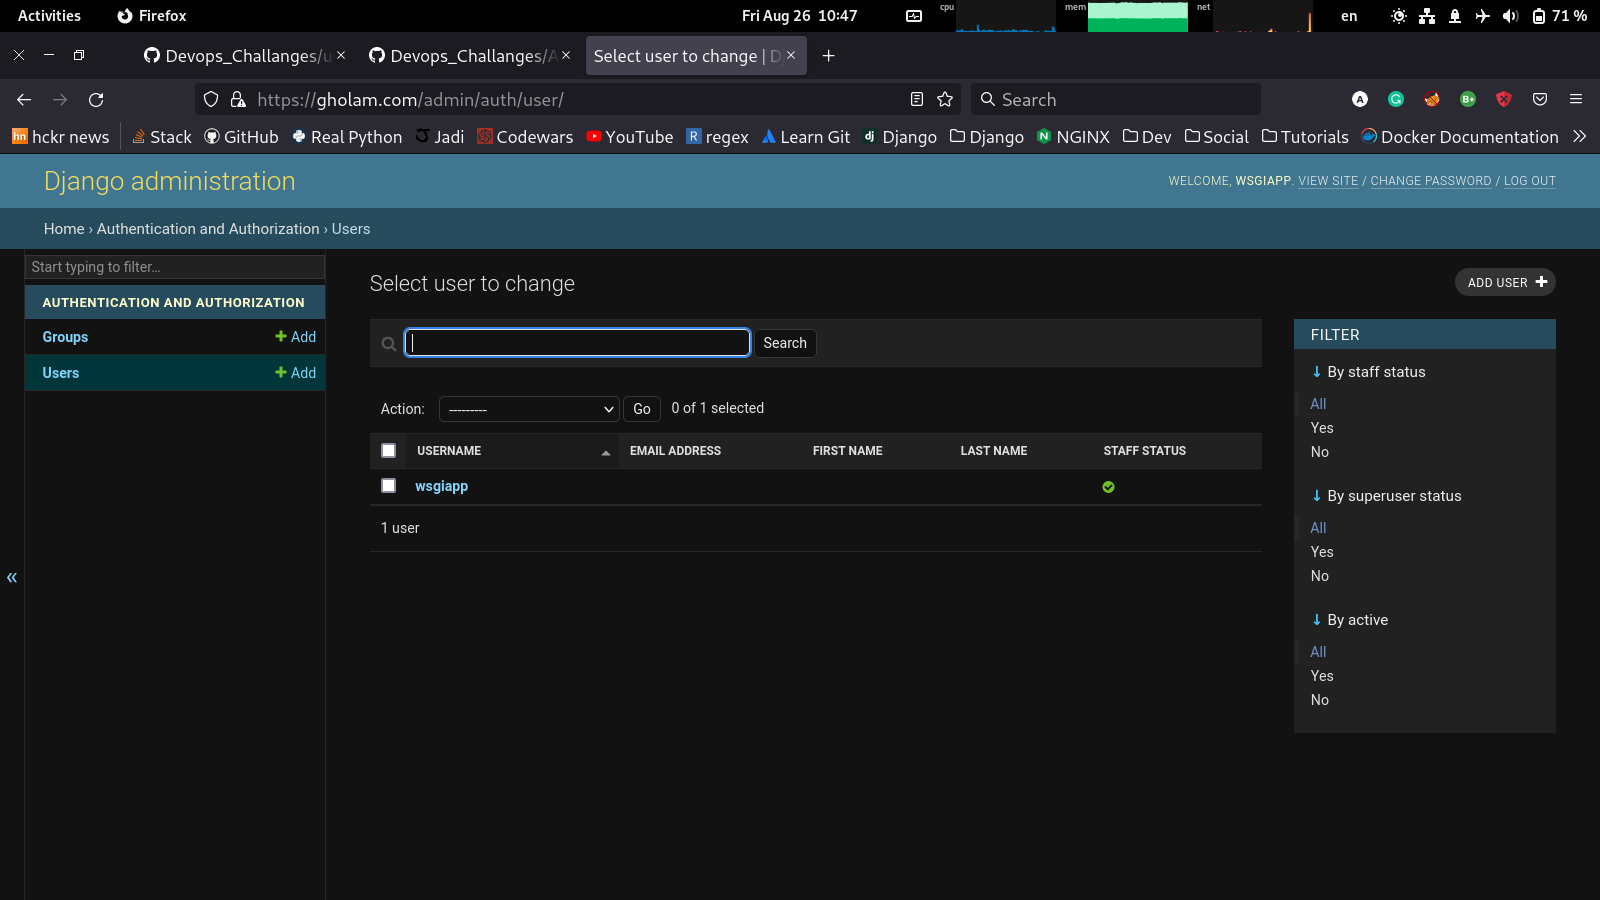 Activities Firefox Fri Aug 26 10:47 cpu mem net en 71 %
Devops_Challanges/u Devops_Challanges/A Select user to change | D
https://gholam.com/admin/auth/user/ Search
hckr news Stack GitHub Real Python Jadi Codewars YouTube regex Learn Git Django Django NGINX Dev Social Tutorials Docker Documentation
Django administration
WELCOME, WSGIAPP. VIEW SITE / CHANGE PASSWORD / LOG OUT
Home › Authentication and Authorization › Users
Start typing to filter…
AUTHENTICATION AND AUTHORIZATION
Groups Add
Users Add
«
Select user to change
ADD USER
Search
Action: --------- Go 0 of 1 selected
USERNAME EMAIL ADDRESS FIRST NAME LAST NAME STAFF STATUS
wsgiapp
1 user
FILTER
↓ By staff status
All
Yes
No
↓ By superuser status
All
Yes
No
↓ By active
All
Yes
No